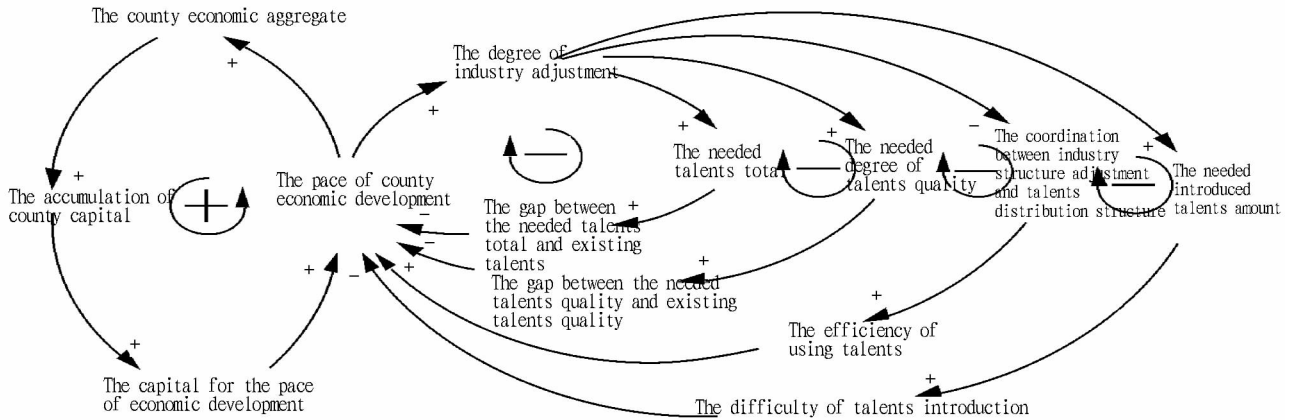 The county economic aggregate
+
The degree of
industry adjustment
+
+
The needed
talents total
+
The needed
degree of
talents quality
−
The coordination
between industry
structure adjustment
and talents
distribution structure
+
The needed
introduced
talents amount
−
−
−
−
+
The accumulation of
county capital
+
The pace of county
economic development
−
+
The gap between
the needed talents
total and existing
talents
−
+
+
The gap between the needed
talents quality and existing
talents quality
+
−
+
The efficiency of
using talents
+
The capital for the pace
of economic development
+
The difficulty of talents introduction